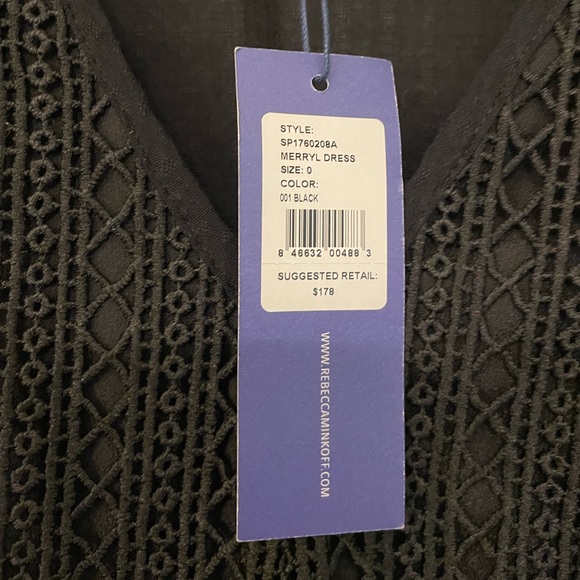 STYLE:
SP1760208A
MERRYL DRESS
SIZE: 0
COLOR:
001 BLACK
8 46632 00488 3
SUGGESTED RETAIL:
$178
WWW.REBECCAMINKOFF.COM